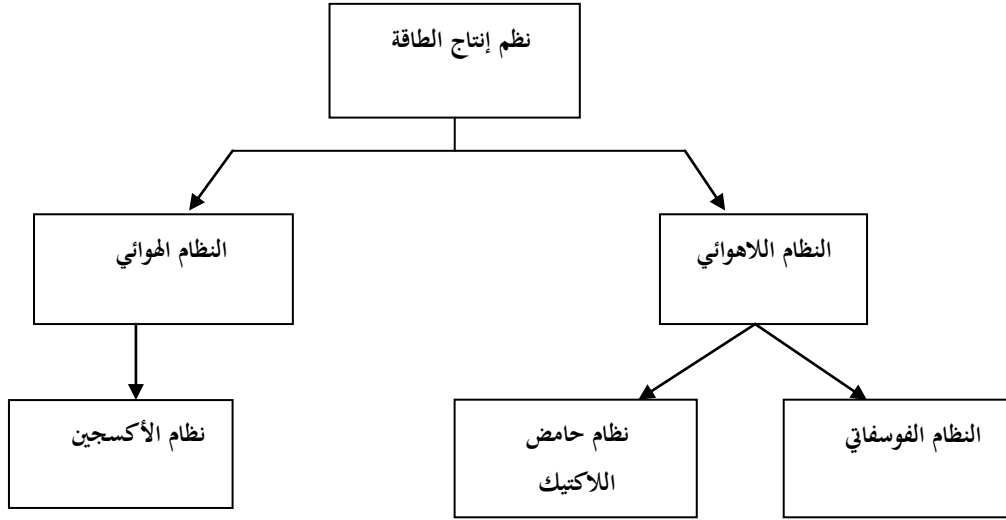 نظم إنتاج الطاقة
النظام اللاهوائي
النظام الهوائي
النظام الفوسفاتي
نظام حامض
اللاكتيك
نظام الأكسجين